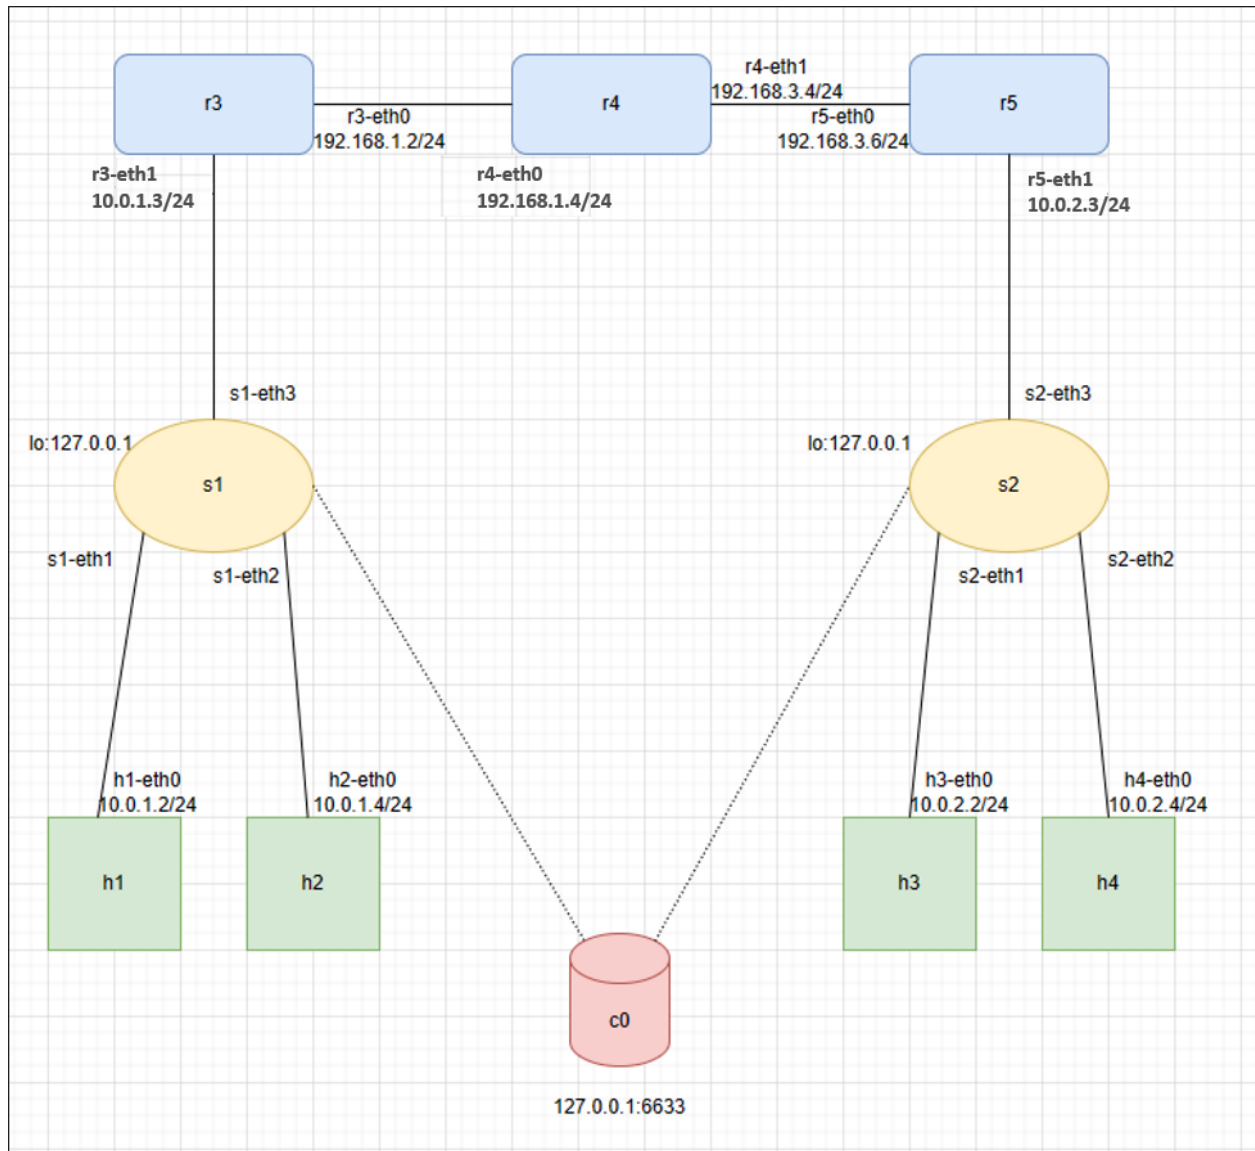 r3
r3-eth0
192.168.1.2/24
r4
r4-eth1
192.168.3.4/24
r5-eth0
192.168.3.6/24
r5
r3-eth1
10.0.1.3/24
r4-eth0
192.168.1.4/24
r5-eth1
10.0.2.3/24
s1-eth3
s2-eth3
lo:127.0.0.1
s1
lo:127.0.0.1
s2
s1-eth1
s1-eth2
s2-eth1
s2-eth2
h1-eth0
10.0.1.2/24
h2-eth0
10.0.1.4/24
h3-eth0
10.0.2.2/24
h4-eth0
10.0.2.4/24
h1
h2
h3
h4
c0
127.0.0.1:6633